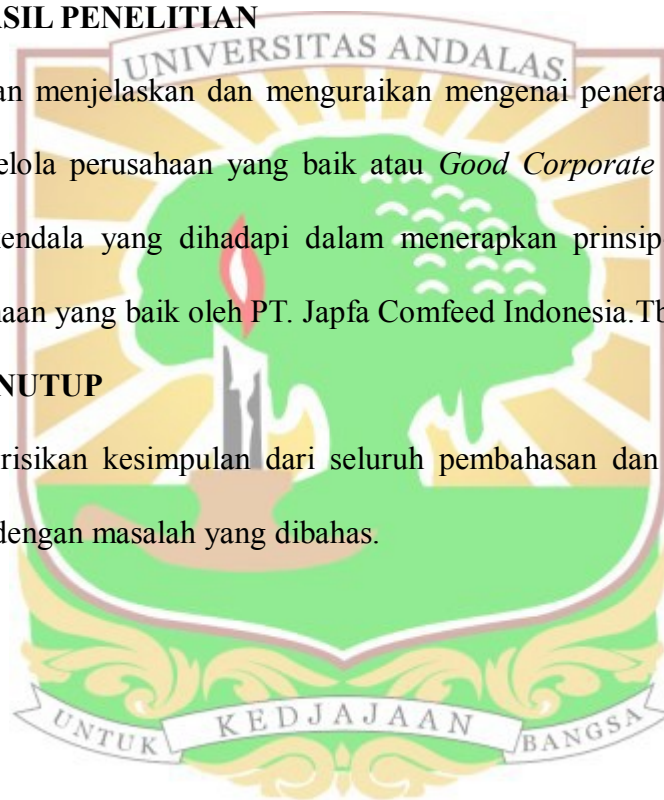 ASIL PENELITIAN
UNIVERSITAS ANDALAS
an menjelaskan dan menguraikan mengenai penera
elola perusahaan yang baik atau Good Corporate
kendala yang dihadapi dalam menerapkan prinsip
haan yang baik oleh PT. Japfa Comfeed Indonesia.Tb
NUTUP
risikan kesimpulan dari seluruh pembahasan dan
dengan masalah yang dibahas.
UNTUK KEDJAJAAN BANGSA